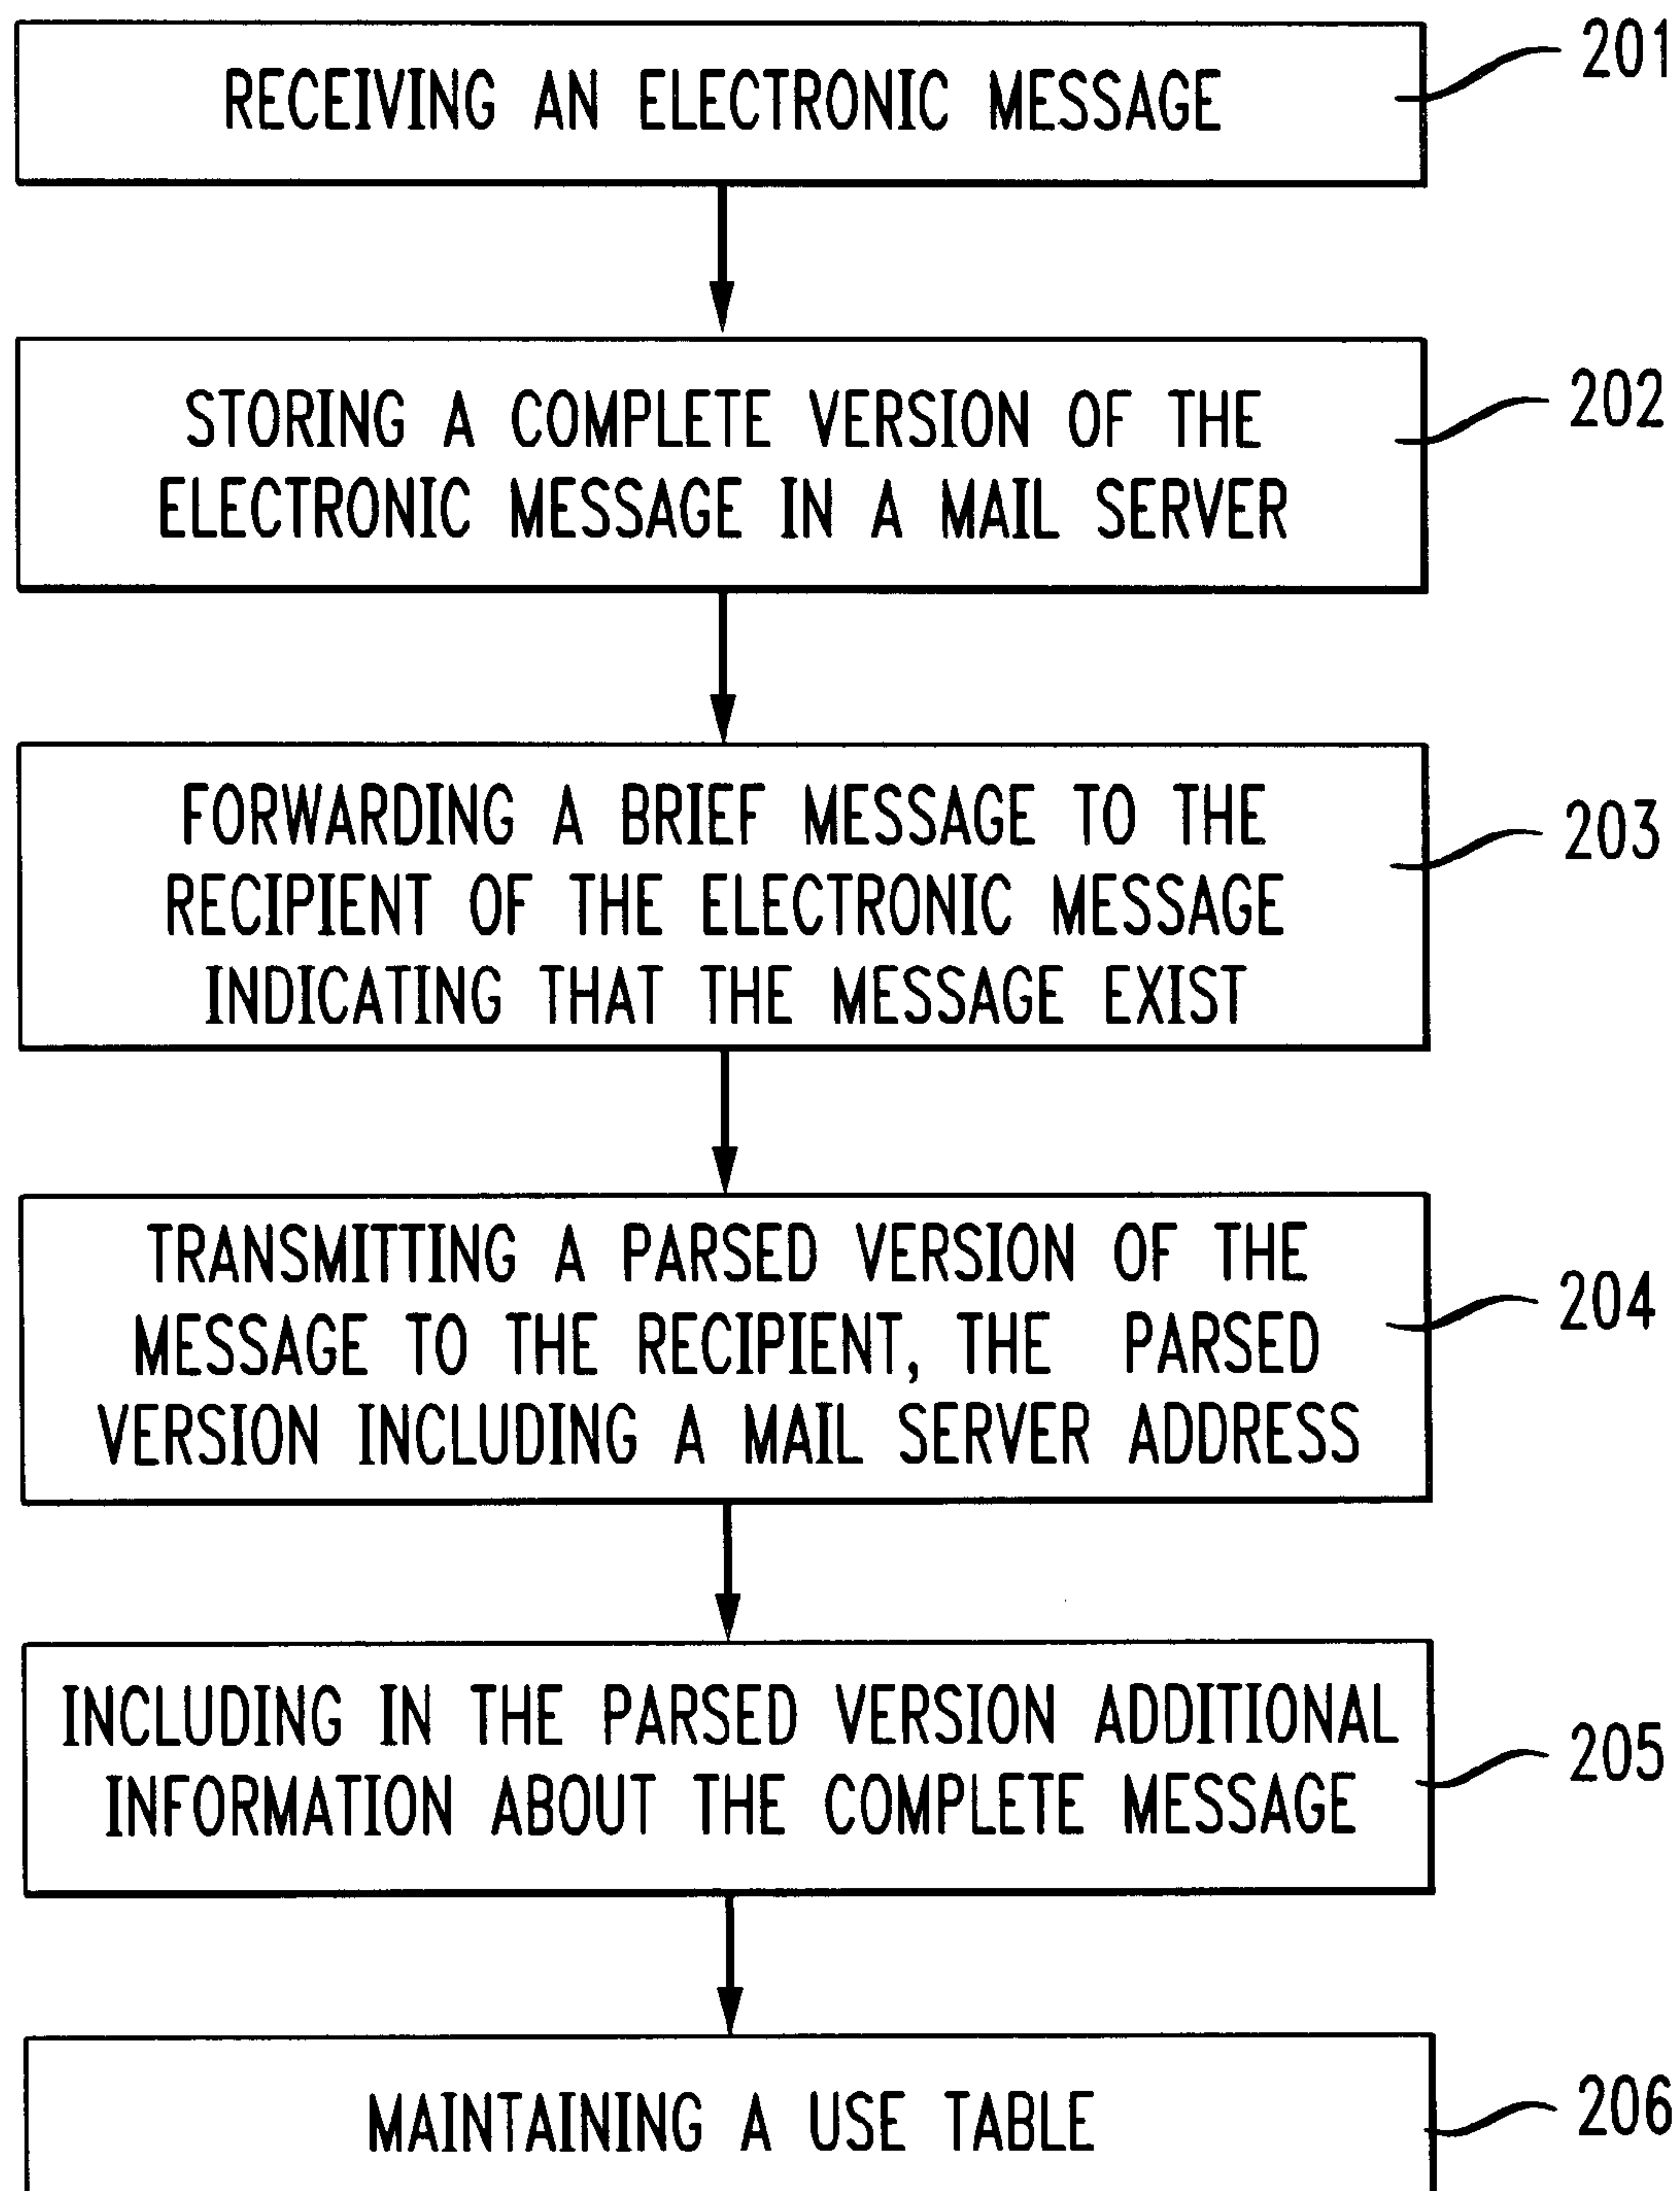 RECEIVING AN ELECTRONIC MESSAGE
201
STORING A COMPLETE VERSION OF THE
ELECTRONIC MESSAGE IN A MAIL SERVER
202
FORWARDING A BRIEF MESSAGE TO THE
RECIPIENT OF THE ELECTRONIC MESSAGE
INDICATING THAT THE MESSAGE EXIST
203
TRANSMITTING A PARSED VERSION OF THE
MESSAGE TO THE RECIPIENT, THE PARSED
VERSION INCLUDING A MAIL SERVER ADDRESS
204
INCLUDING IN THE PARSED VERSION ADDITIONAL
INFORMATION ABOUT THE COMPLETE MESSAGE
205
MAINTAINING A USE TABLE
206